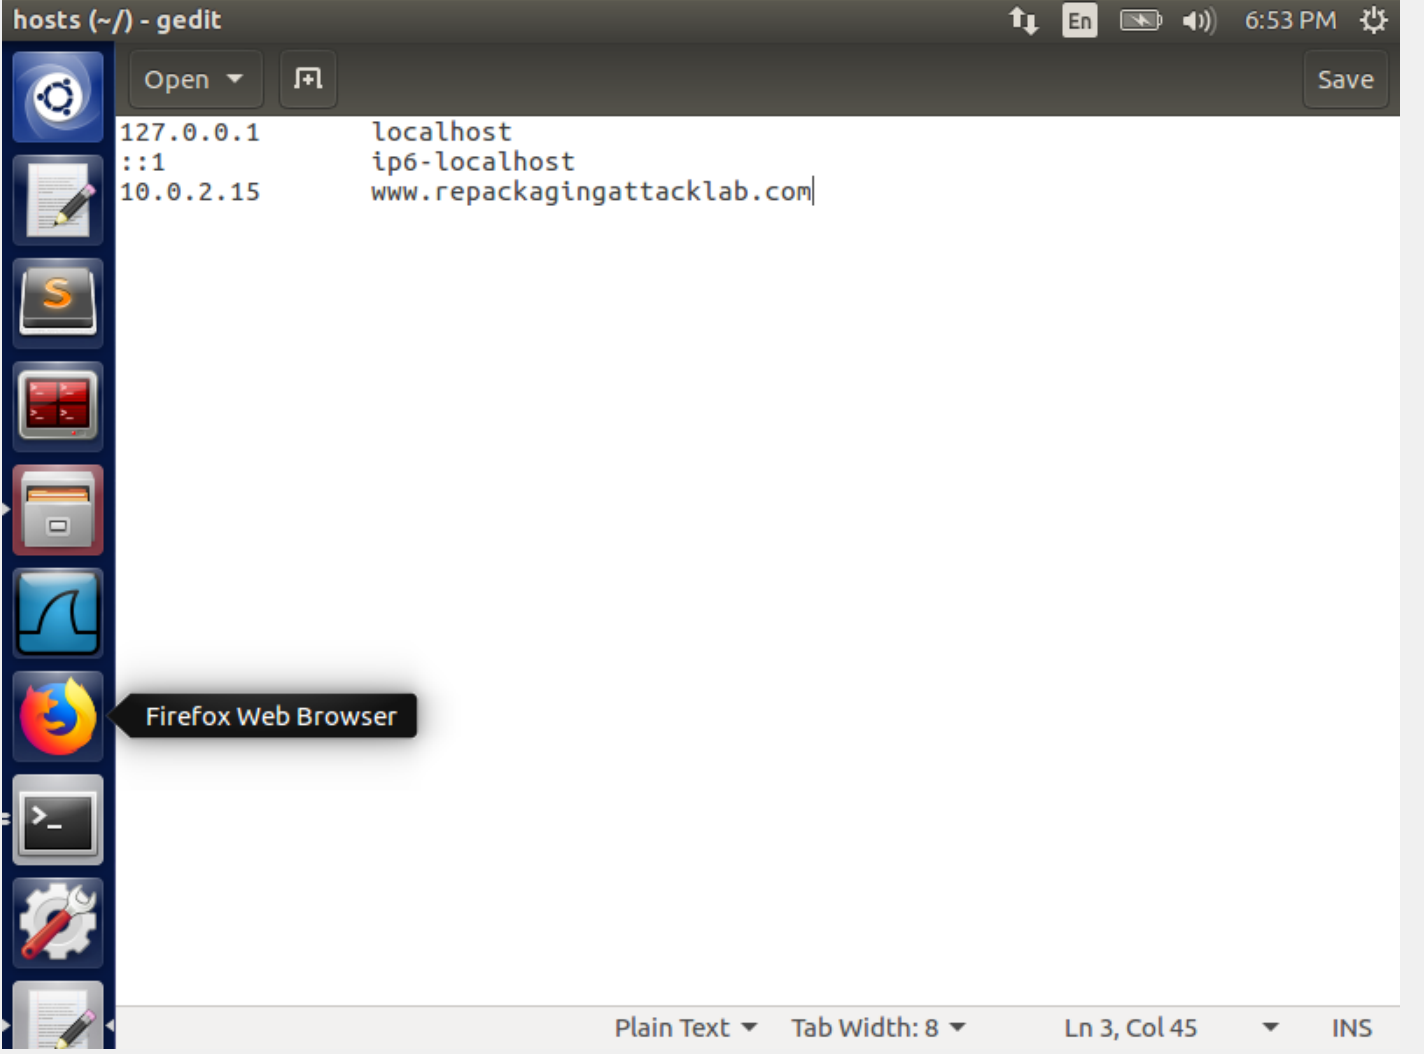 hosts (~/) - gedit
En
6:53 PM
Open
Save
127.0.0.1 localhost
::1 ip6-localhost
10.0.2.15 www.repackagingattacklab.com
S
Firefox Web Browser
>_
Plain Text Tab Width: 8 Ln 3, Col 45 INS